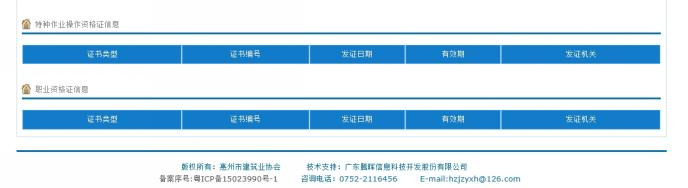 特种作业操作资格证信息
证书类型 证书编号 发证日期 有效期 发证机关
职业资格证信息
证书类型 证书编号 发证日期 有效期 发证机关
版权所有：惠州市建筑业协会 技术支持：广东鹏晖信息科技开发股份有限公司
备案序号:粤ICP备15023990号-1 咨询电话：0752-2116456 E-mail:hzjzyxh@126.com